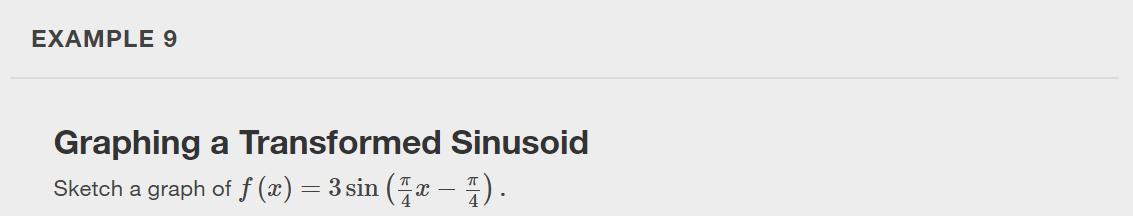 EXAMPLE 9
Graphing a Transformed Sinusoid
Sketch a graph of f (x) = 3 sin (π/4 x − π/4) .